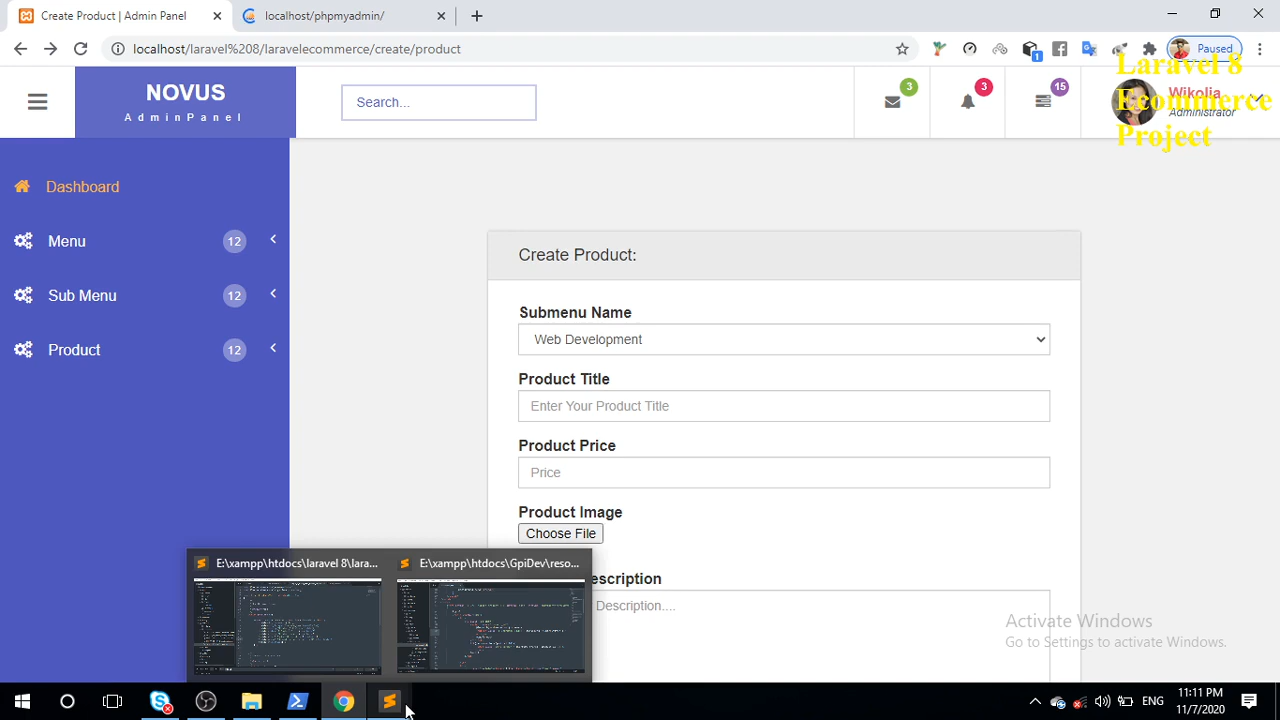 Create Product | Admin Panel
localhost/phpmyadmin/
localhost/laravel%208/laravelecommerce/create/product
Paused
NOVUS
AdminPanel
Search...
3
3
15
Wikolia
Administrator
Laravel 8
Ecommerce
Project
Dashboard
Menu 12
Sub Menu 12
Product 12
Create Product:
Submenu Name
Web Development
Product Title
Enter Your Product Title
Product Price
Price
Product Image
Choose File
escription
Description....
E:\xampp\htdocs\laravel 8\lara...
E:\xampp\htdocs\GpiDev\reso...
Activate Windows
Go to Settings to activate Windows.
ENG
11:11 PM
11/7/2020